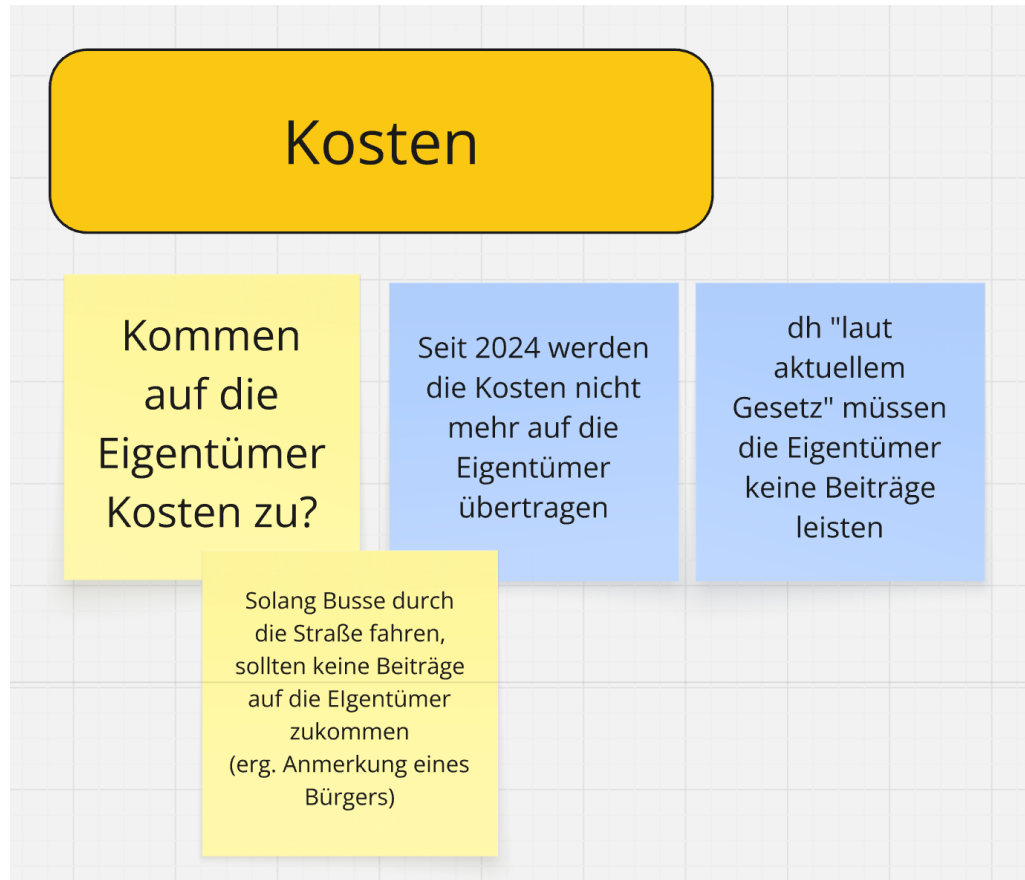 Kosten
Kommen
auf die
Eigentümer
Kosten zu?
Seit 2024 werden
die Kosten nicht
mehr auf die
Eigentümer
übertragen
dh "laut
aktuellem
Gesetz" müssen
die Eigentümer
keine Beiträge
leisten
Solang Busse durch
die Straße fahren,
sollten keine Beiträge
auf die EIgentümer
zukommen
(erg. Anmerkung eines
Bürgers)